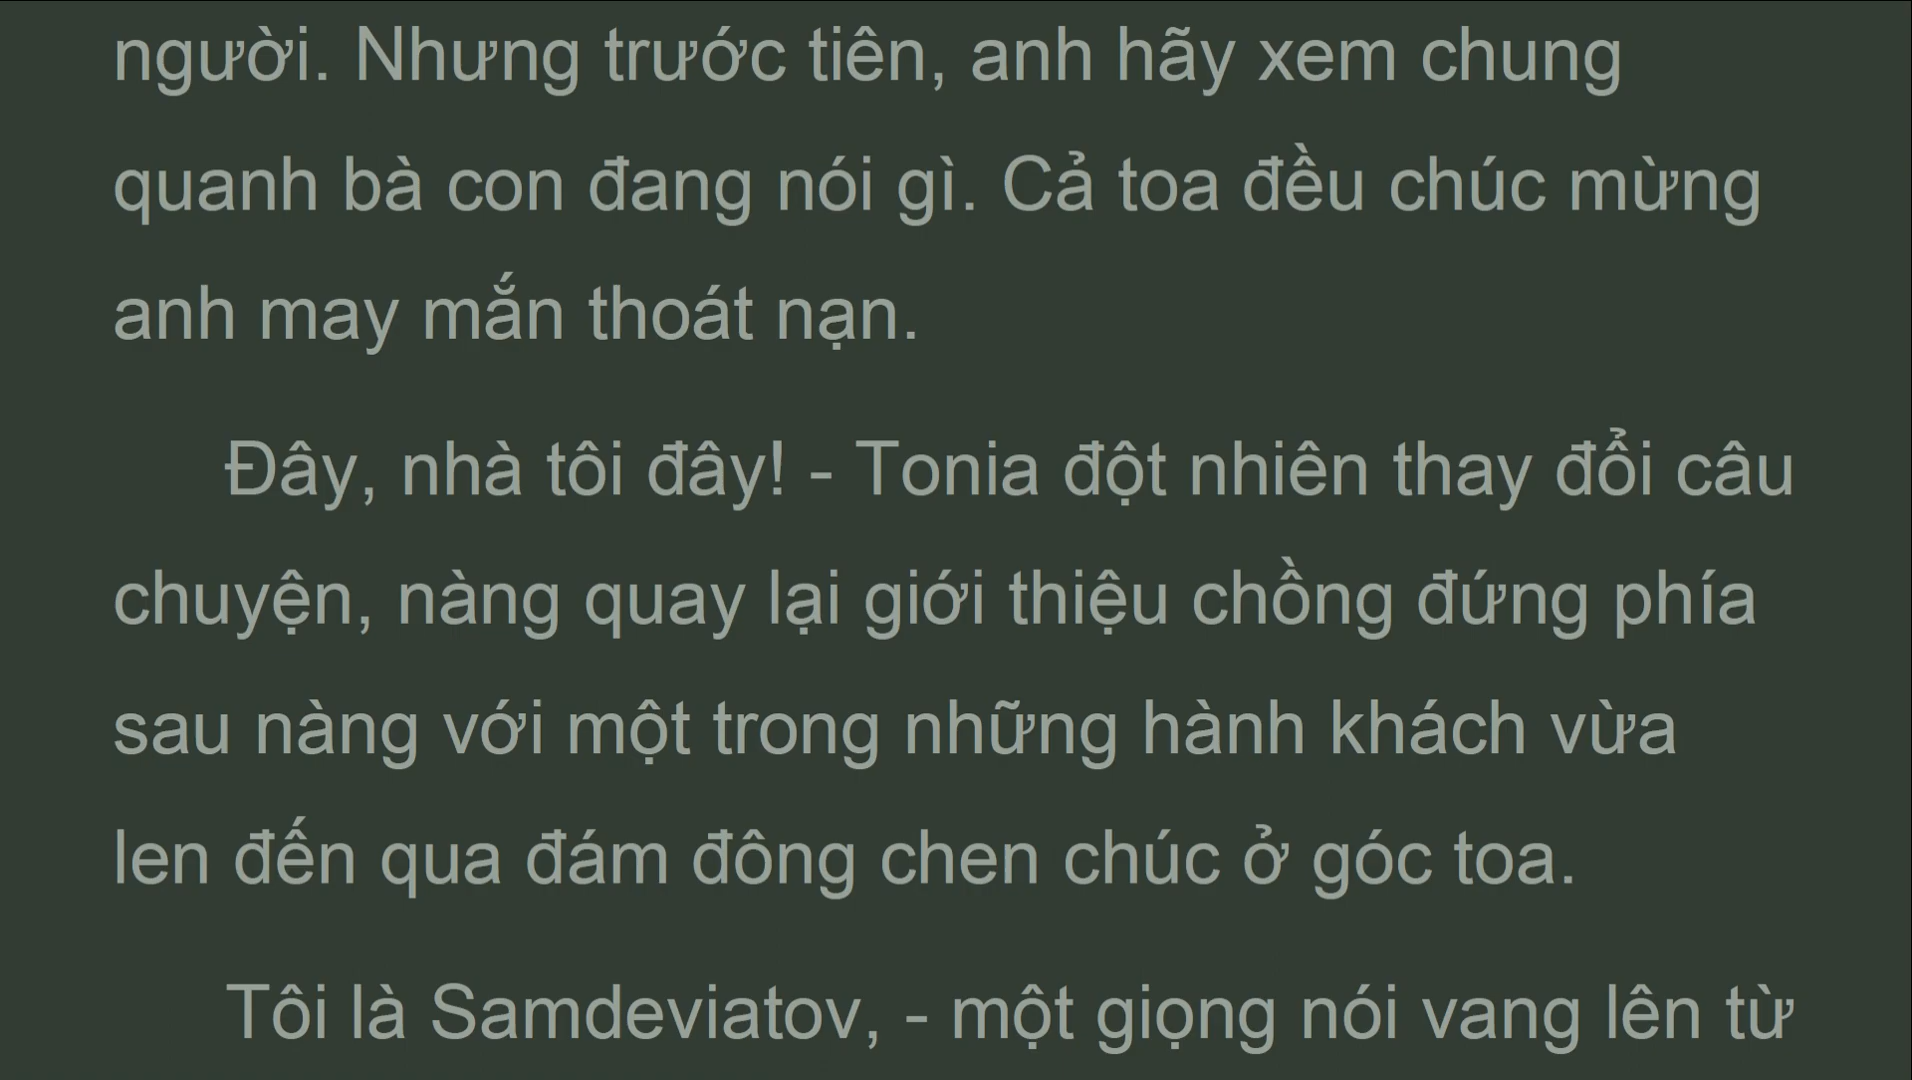 người. Nhưng trước tiên, anh hãy xem chung
quanh bà con đang nói gì. Cả toa đều chúc mừng
anh may mắn thoát nạn.
Đây, nhà tôi đây! - Tonia đột nhiên thay đổi câu
chuyện, nàng quay lại giới thiệu chồng đứng phía
sau nàng với một trong những hành khách vừa
len đến qua đám đông chen chúc ở góc toa.
Tôi là Samdeviatov, - một giọng nói vang lên từ